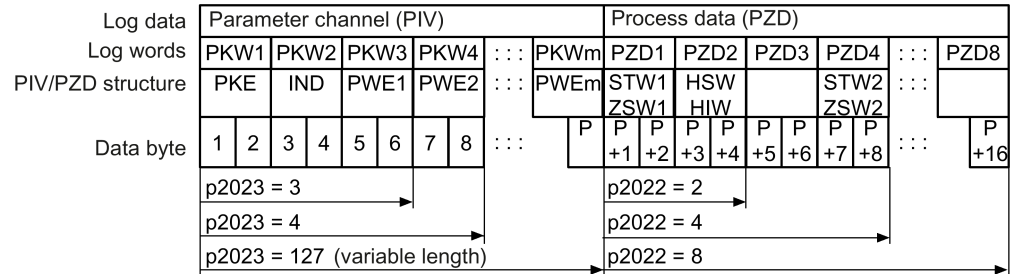 Log data Parameter channel (PIV) Process data (PZD)
Log words PKW1 PKW2 PKW3 PKW4 : : : PKWm PZD1 PZD2 PZD3 PZD4 : : : PZD8
PIV/PZD structure PKE IND PWE1 PWE2 : : : PWEm STW1 HSW STW2 : : :
ZSW1 HIW ZSW2
P P P P P P P P P P
Data byte 1 2 3 4 5 6 7 8 : : : +1 +2 +3 +4 +5 +6 +7 +8 : : : +16
p2023 = 3 p2022 = 2
p2023 = 4 p2022 = 4
p2023 = 127 (variable length) p2022 = 8